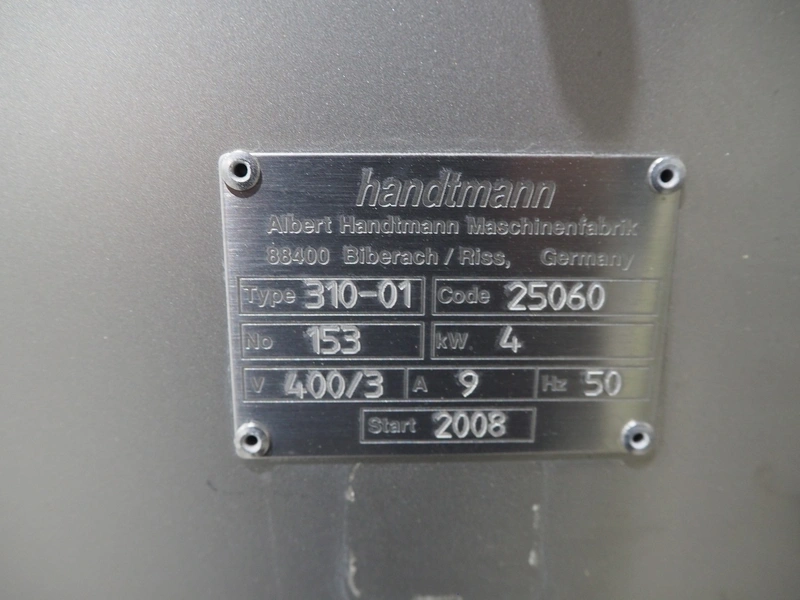 handtmann
Albert Handtmann Maschinenfabrik
88400 Biberach / Riss, Germany
Type 310-01 Code 25060
No 153 kW 4
V 400/3 A 9 Hz 50
Start 2008